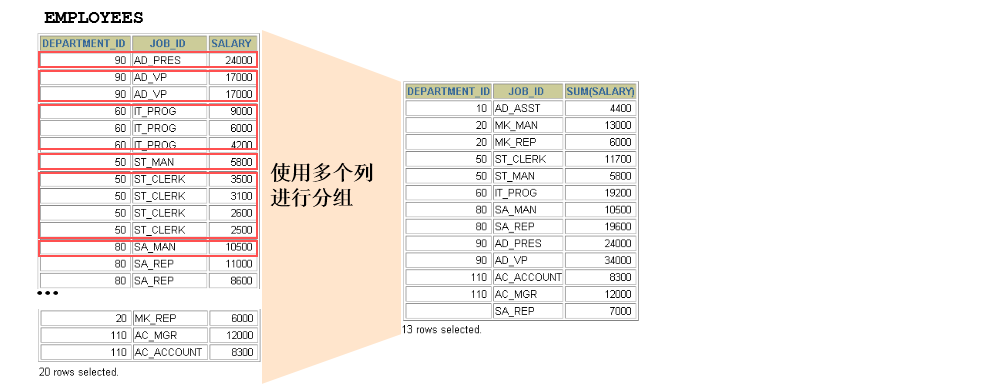 EMPLOYEES
DEPARTMENT_ID JOB_ID SALARY
90 AD_PRES 24000
90 AD_VP 17000
90 AD_VP 17000
60 IT_PROG 9000
60 IT_PROG 6000
60 IT_PROG 4200
50 ST_MAN 5800
50 ST_CLERK 3500
50 ST_CLERK 3100
50 ST_CLERK 2600
50 ST_CLERK 2500
80 SA_MAN 10500
80 SA_REP 11000
80 SA_REP 8600
•••
20 MK_REP 6000
110 AC_MGR 12000
110 AC_ACCOUNT 8300
20 rows selected.
使用多个列
进行分组
DEPARTMENT_ID JOB_ID SUM(SALARY)
10 AD_ASST 4400
20 MK_MAN 13000
20 MK_REP 6000
50 ST_CLERK 11700
50 ST_MAN 5800
60 IT_PROG 19200
80 SA_MAN 10500
80 SA_REP 19600
90 AD_PRES 24000
90 AD_VP 34000
110 AC_ACCOUNT 8300
110 AC_MGR 12000
SA_REP 7000
13 rows selected.